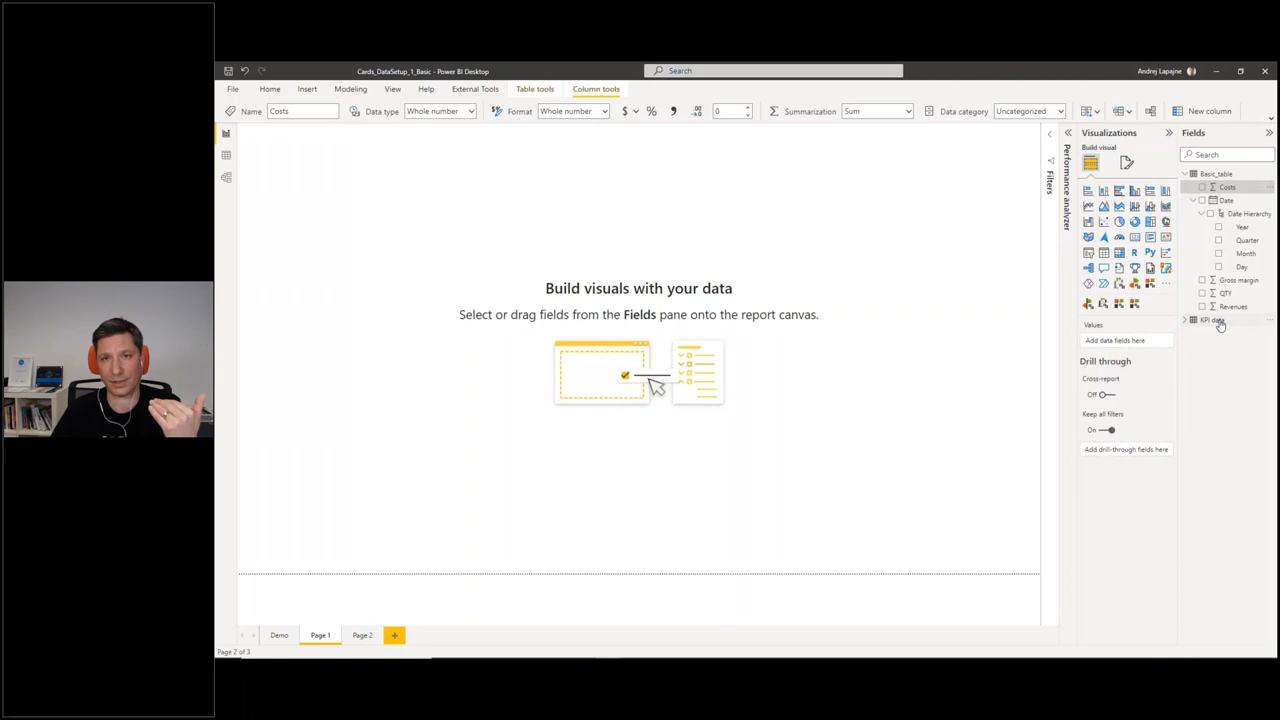 Cards_DataSetup_1_Basic - Power BI Desktop
Search
Andrej Lapajne
File Home Insert Modeling View Help External Tools Table tools Column tools
Name Costs Data type Whole number Format Whole number $ % 0 Summarization Sum Data category Uncategorized New column
Filters
Performance analyzer
Visualizations
Build visual
R Py
Values
Add data fields here
Drill through
Cross-report
Off
Keep all filters
On
Add drill-through fields here
Fields
Search
Basic_table
Costs
Date
Date Hierarchy
Year
Quarter
Month
Day
Gross margin
QTY
Revenues
KPI data
Build visuals with your data
Select or drag fields from the Fields pane onto the report canvas.
Demo Page 1 Page 2
Page 2 of 3